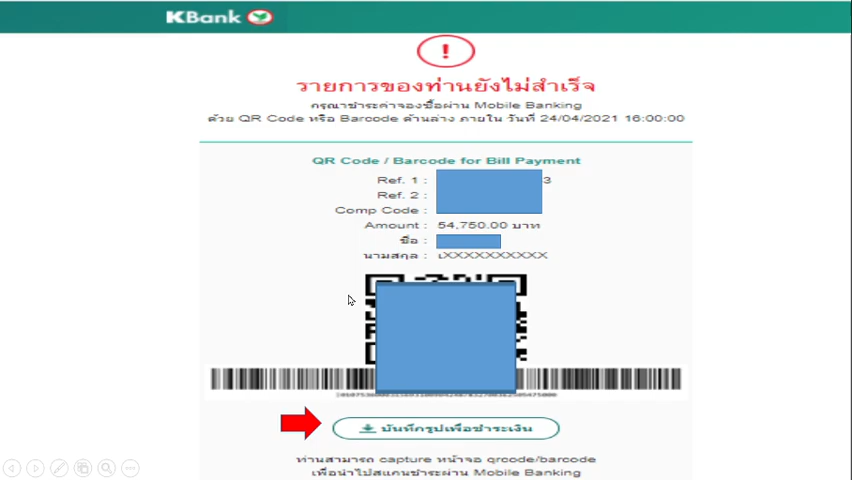 KBank
!
รายการของท่านยังไม่สำเร็จ
กรุณาชำระค่าจองซื้อผ่าน Mobile Banking
ด้วย QR Code หรือ Barcode ด้านล่าง ภายใน วันที่ 24/04/2021 16:00:00
QR Code / Barcode for Bill Payment
Ref. 1 : 3
Ref. 2 :
Comp Code :
Amount : 54,750.00 บาท
ชื่อ :
นามสกุล : XXXXXXXXXX
บันทึกรูปเพื่อชำระเงิน
ท่านสามารถ capture หน้าจอ qrcode/barcode
เพื่อนำไปสแกนชำระผ่าน Mobile Banking